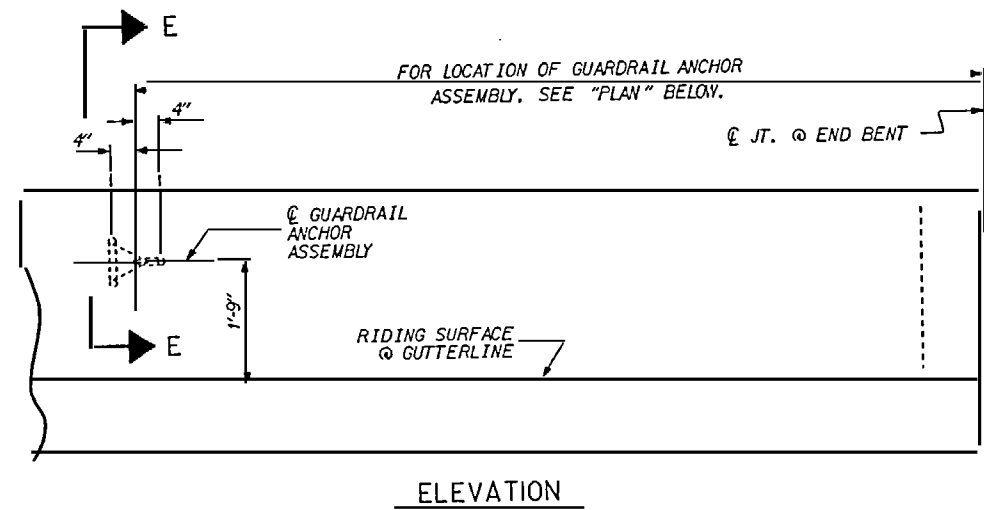 E
FOR LOCATION OF GUARDRAIL ANCHOR
ASSEMBLY, SEE "PLAN" BELOW.
4"
4"
℄ JT. @ END BENT
℄ GUARDRAIL
ANCHOR
ASSEMBLY
1'-9"
E
RIDING SURFACE
@ GUTTERLINE
ELEVATION